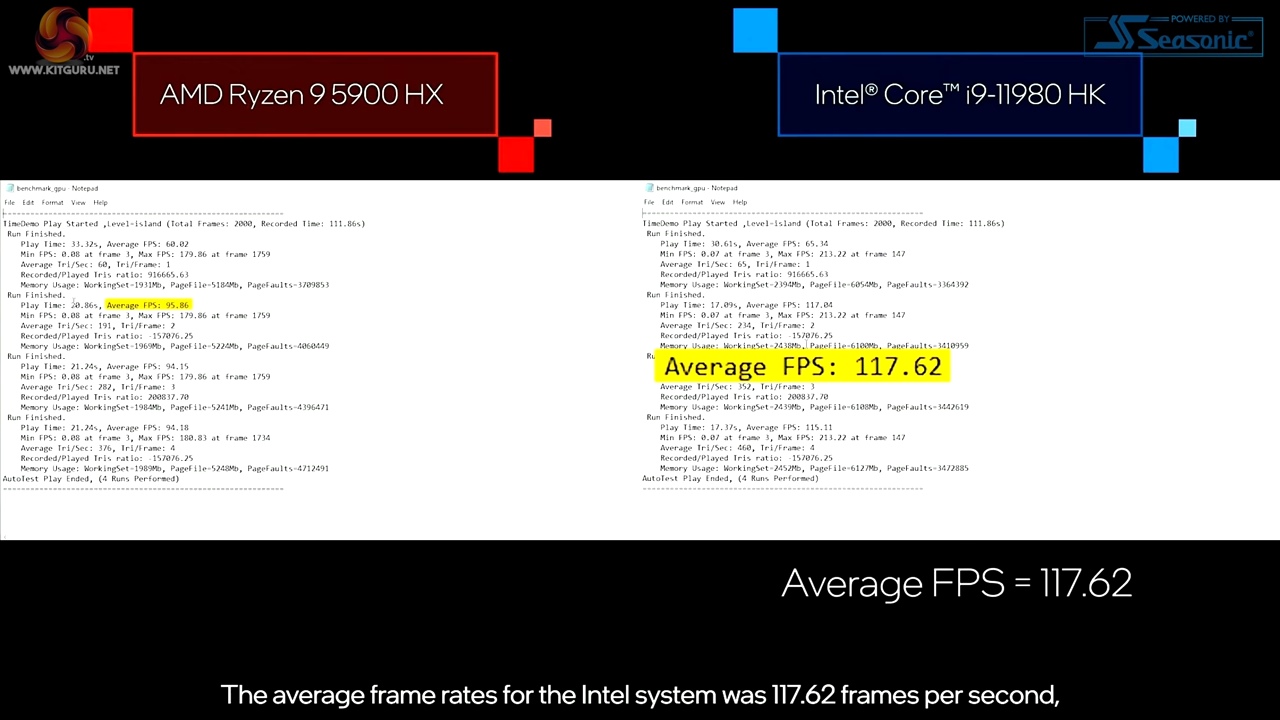 .tv
WWW.KITGURU.NET
POWERED BY
Seasonic
AMD Ryzen 9 5900 HX
Intel® Core™ i9-11980 HK
benchmark_gpu - Notepad
File Edit Format View Help
TimeDemo Play Started ,Level-island (Total Frames: 2000, Recorded Time: 111.86s)
Run Finished.
Play Time: 33.32s, Average FPS: 60.02
Min FPS: 0.08 at frame 3, Max FPS: 179.86 at frame 1759
Average Tri/Sec: 60, Tri/Frame: 1
Recorded/Played Tris ratio: 916665.63
Memory Usage: WorkingSet-1931Mb, PageFile-5184Mb, PageFaults-3709853
Run Finished.
Play Time: 20.86s, Average FPS: 95.86
Min FPS: 0.08 at frame 3, Max FPS: 179.86 at frame 1759
Average Tri/Sec: 191, Tri/Frame: 2
Recorded/Played Tris ratio: -157076.25
Memory Usage: WorkingSet-1969Mb, PageFile-5224Mb, PageFaults-4060449
Run Finished.
Play Time: 21.24s, Average FPS: 94.15
Min FPS: 0.08 at frame 3, Max FPS: 179.86 at frame 1759
Average Tri/Sec: 282, Tri/Frame: 3
Recorded/Played Tris ratio: 200837.70
Memory Usage: WorkingSet-1984Mb, PageFile-5241Mb, PageFaults-4396471
Run Finished.
Play Time: 21.24s, Average FPS: 94.18
Min FPS: 0.08 at frame 3, Max FPS: 180.83 at frame 1734
Average Tri/Sec: 376, Tri/Frame: 4
Recorded/Played Tris ratio: -157076.25
Memory Usage: WorkingSet-1989Mb, PageFile-5248Mb, PageFaults-4712491
AutoTest Play Ended, (4 Runs Performed)
benchmark_gpu - Notepad
File Edit Format View Help
TimeDemo Play Started ,Level-island (Total Frames: 2000, Recorded Time: 111.86s)
Run Finished.
Play Time: 30.61s, Average FPS: 65.34
Min FPS: 0.07 at frame 3, Max FPS: 213.22 at frame 147
Average Tri/Sec: 65, Tri/Frame: 1
Recorded/Played Tris ratio: 916665.63
Memory Usage: WorkingSet-2394Mb, PageFile-6054Mb, PageFaults-3364392
Run Finished.
Play Time: 17.09s, Average FPS: 117.04
Min FPS: 0.07 at frame 3, Max FPS: 213.22 at frame 147
Average Tri/Sec: 234, Tri/Frame: 2
Recorded/Played Tris ratio: -157076.25
Memory Usage: WorkingSet-2438Mb, PageFile-6100Mb, PageFaults-3410959
Average FPS: 117.62
Average Tri/Sec: 352, Tri/Frame: 3
Recorded/Played Tris ratio: 200837.70
Memory Usage: WorkingSet-2439Mb, PageFile-6108Mb, PageFaults-3442619
Run Finished.
Play Time: 17.37s, Average FPS: 115.11
Min FPS: 0.07 at frame 3, Max FPS: 213.22 at frame 147
Average Tri/Sec: 460, Tri/Frame: 4
Recorded/Played Tris ratio: -157076.25
Memory Usage: WorkingSet-2452Mb, PageFile-6127Mb, PageFaults-3472885
AutoTest Play Ended, (4 Runs Performed)
Average FPS = 117.62
The average frame rates for the Intel system was 117.62 frames per second,